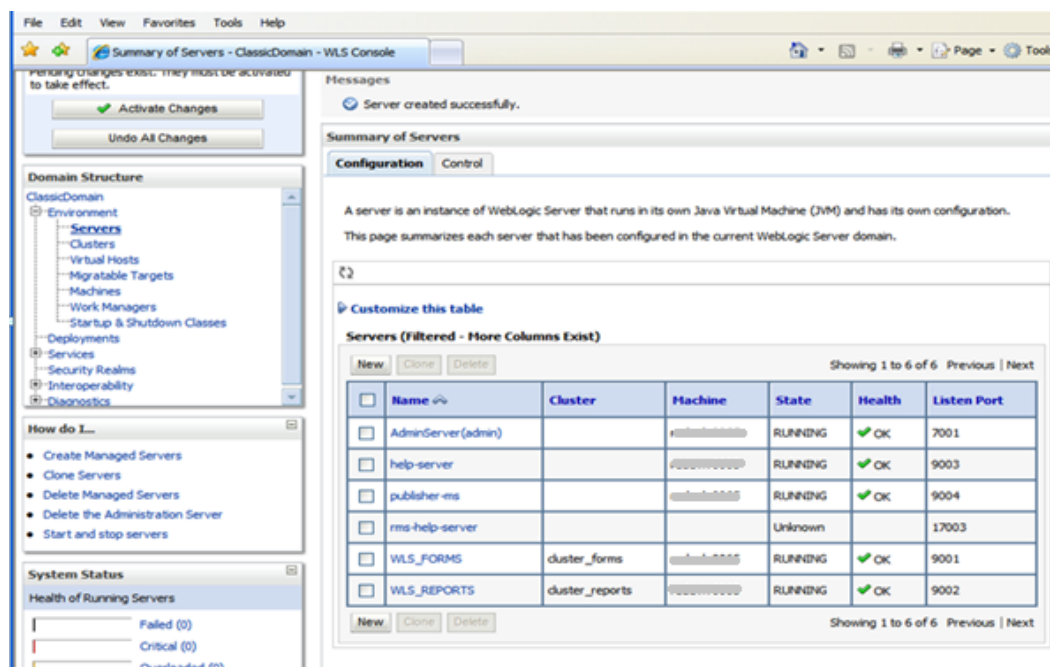 File Edit View Favorites Tools Help
Summary of Servers - ClassicDomain - WLS Console
Page Tools
Pending changes exist. They must be activated
to take effect.
Activate Changes
Undo All Changes
Domain Structure
ClassicDomain
Environment
Servers
Clusters
Virtual Hosts
Migratable Targets
Machines
Work Managers
Startup & Shutdown Classes
Deployments
Services
Security Realms
Interoperability
Diagnostics
How do I...
Create Managed Servers
Clone Servers
Delete Managed Servers
Delete the Administration Server
Start and stop servers
System Status
Health of Running Servers
Failed (0)
Critical (0)
Overloaded (0)
Messages
Server created successfully.
Summary of Servers
Configuration Control
A server is an instance of WebLogic Server that runs in its own Java Virtual Machine (JVM) and has its own configuration.
This page summarizes each server that has been configured in the current WebLogic Server domain.
Customize this table
Servers (Filtered - More Columns Exist)
New Clone Delete Showing 1 to 6 of 6 Previous | Next
Name Cluster Machine State Health Listen Port
AdminServer(admin) RUNNING OK 7001
help-server RUNNING OK 9003
publisher-ms RUNNING OK 9004
rms-help-server Unknown 17003
WLS_FORMS cluster_forms RUNNING OK 9001
WLS_REPORTS cluster_reports RUNNING OK 9002
New Clone Delete Showing 1 to 6 of 6 Previous | Next